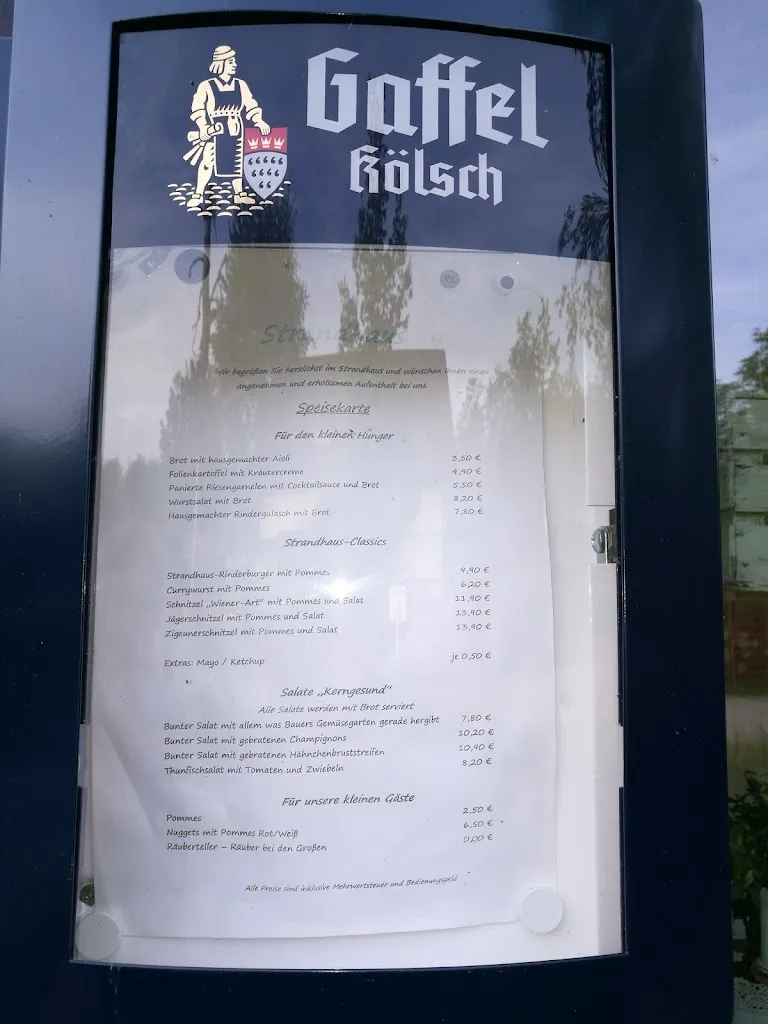 Gaffel
Kölsch
Strandhaus
Wir begrüßen Sie herzlichst im Strandhaus und wünschen Ihnen einen
angenehmen und erholsamen Aufenthalt bei uns.
Speisekarte
Für den kleinen Hunger
Brot mit hausgemachter Aioli 3,50 €
Folienkartoffel mit Kräutercreme 4,90 €
Panierte Riesengarnelen mit Cocktailsauce und Brot 5,50 €
Wurstsalat mit Brot 8,20 €
Hausgemachter Rindergulasch mit Brot 7,80 €
Strandhaus-Classics
Strandhaus-Rinderburger mit Pommes 9,90 €
Currywurst mit Pommes 6,20 €
Schnitzel „Wiener-Art“ mit Pommes und Salat 11,90 €
Jägerschnitzel mit Pommes und Salat 13,90 €
Zigeunerschnitzel mit Pommes und Salat 13,90 €
Extras: Mayo / Ketchup je 0,50 €
Salate „Kerngesund“
Alle Salate werden mit Brot serviert
Bunter Salat mit allem was Bauers Gemüsegarten gerade hergibt 7,80 €
Bunter Salat mit gebratenen Champignons 10,20 €
Bunter Salat mit gebratenen Hähnchenbruststreifen 10,90 €
Thunfischsalat mit Tomaten und Zwiebeln 8,20 €
Für unsere kleinen Gäste
Pommes 2,50 €
Nuggets mit Pommes Rot/Weiß 6,50 €
Räuberteller – Räuber bei den Großen 0,00 €
Alle Preise sind inklusive Mehrwertsteuer und Bedienungsgeld